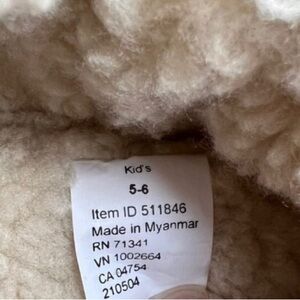 Kid's
5-6
Item ID 511846
Made in Myanmar
RN 71341
VN 1002664
CA 04754
210504